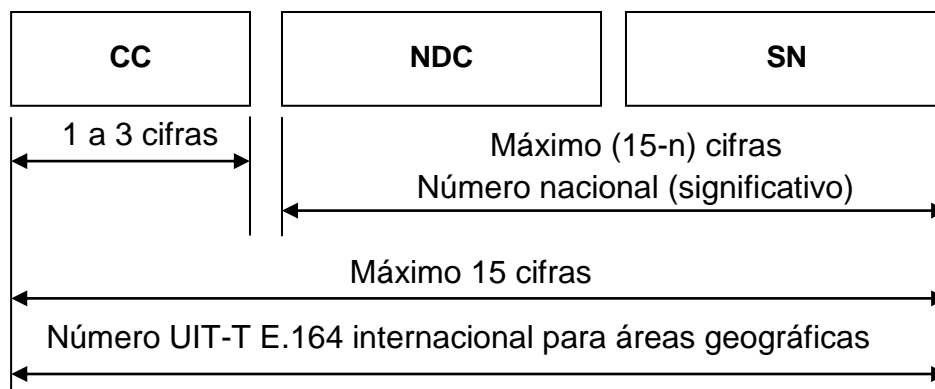 CC NDC SN
1 a 3 cifras
Máximo (15-n) cifras
Número nacional (significativo)
Máximo 15 cifras
Número UIT-T E.164 internacional para áreas geográficas